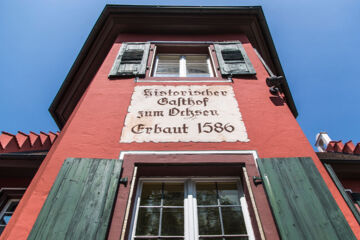 Historischer
Gasthof
zum Ochsen
Erbaut 1586